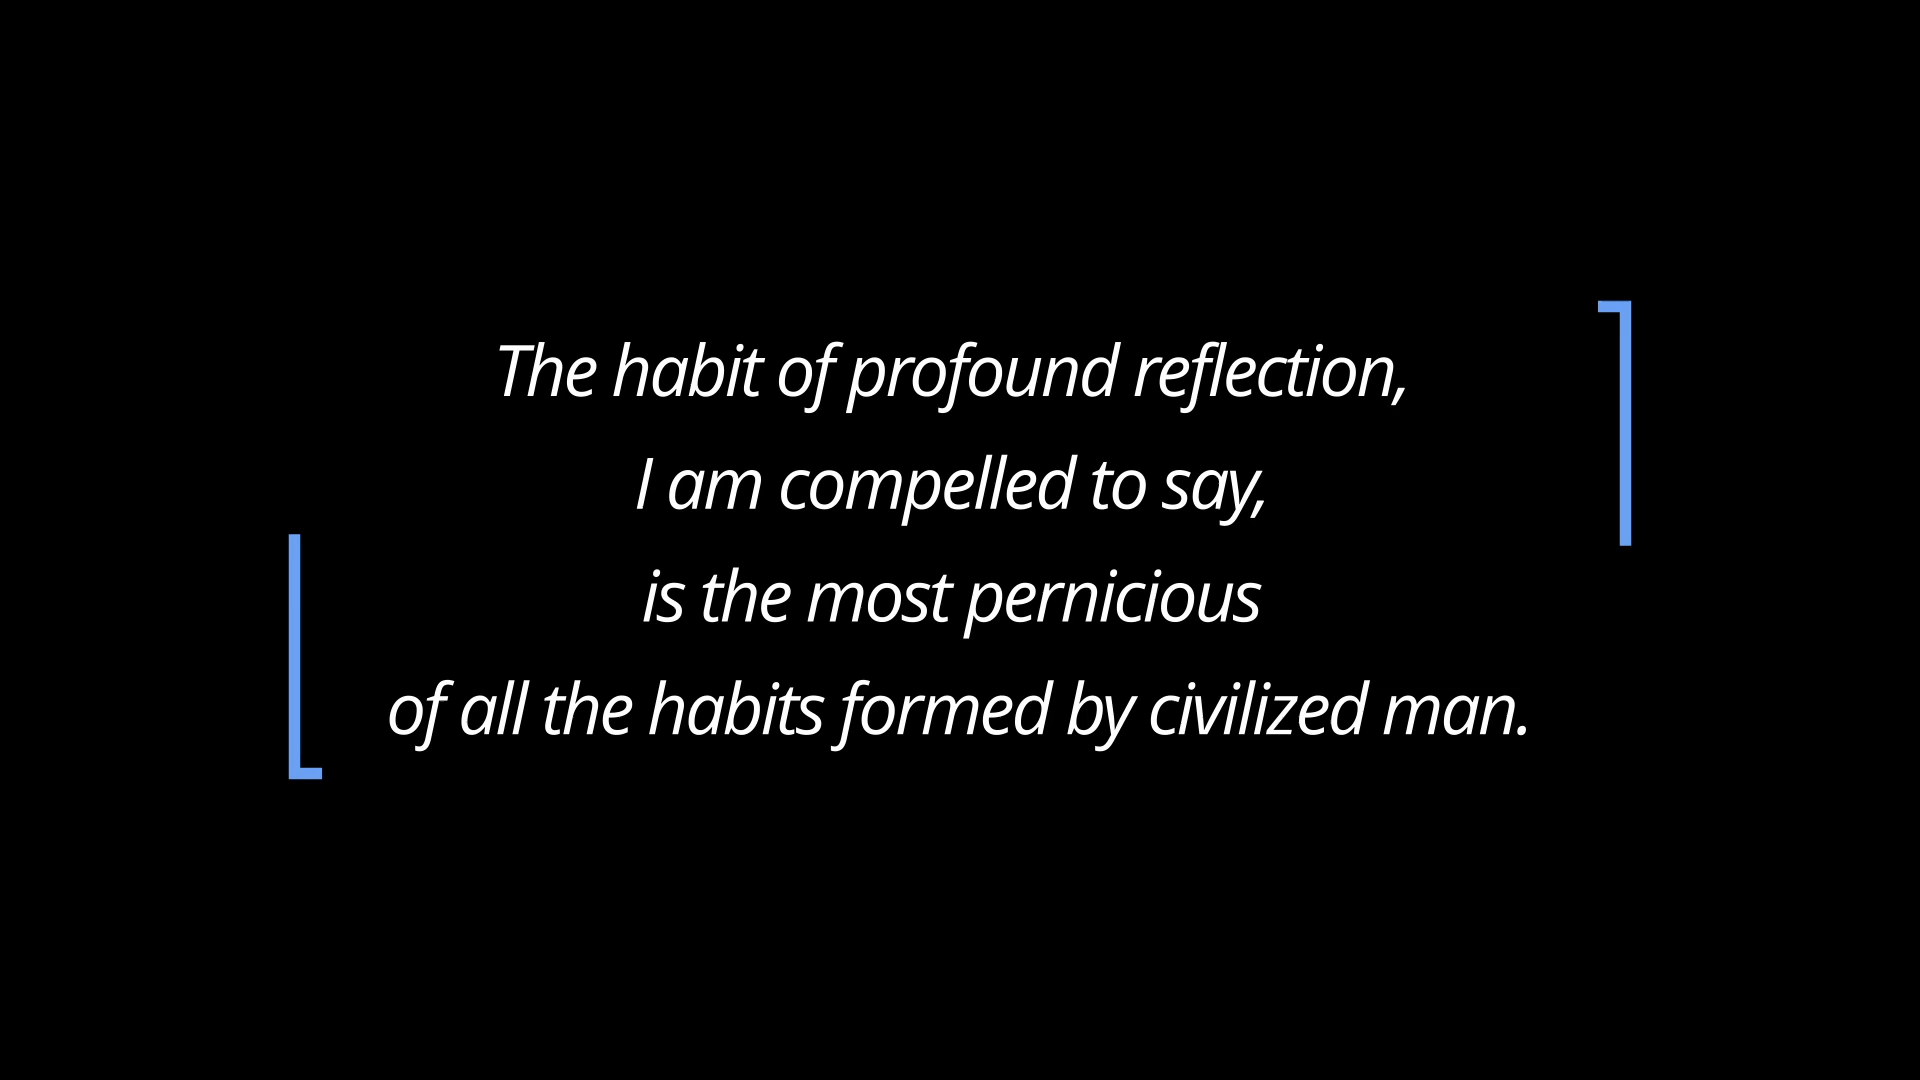 The habit of profound reflection,
I am compelled to say,
is the most pernicious
of all the habits formed by civilized man.